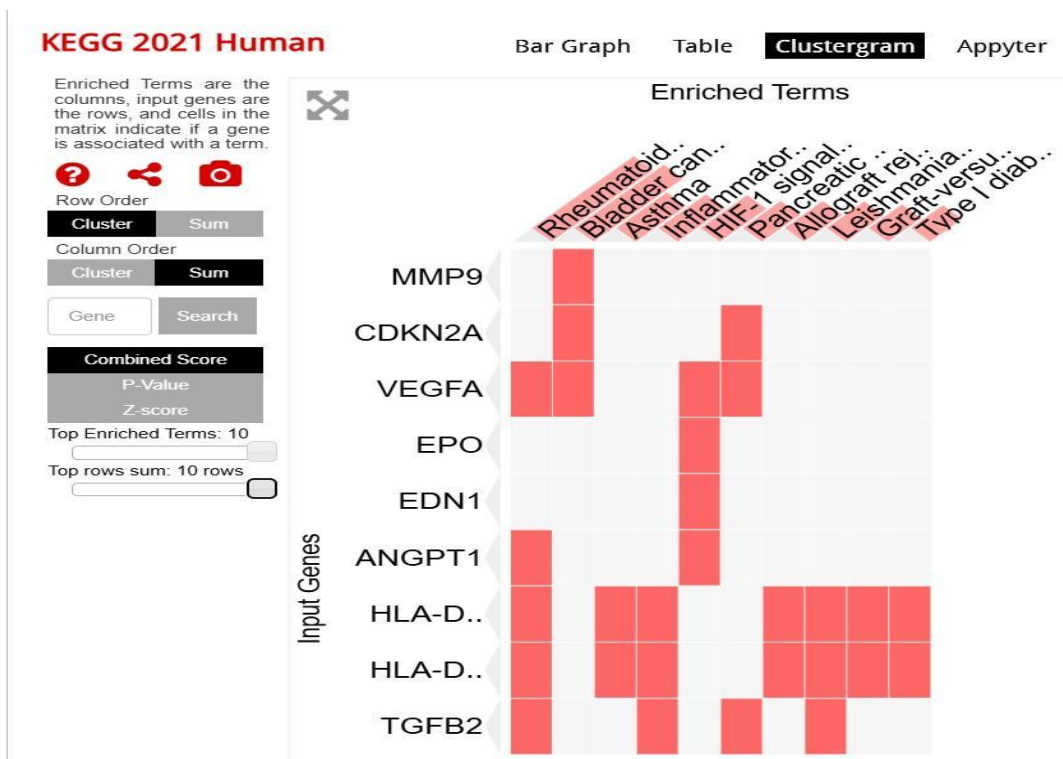 KEGG 2021 Human
Bar Graph Table Clustergram Appyter
Enriched Terms are the
columns, input genes are
the rows, and cells in the
matrix indicate if a gene
is associated with a term.
?
Row Order
Cluster Sum
Column Order
Cluster Sum
Gene Search
Combined Score
P-Value
Z-score
Top Enriched Terms: 10
Top rows sum: 10 rows
Enriched Terms
Rheumatoid..
Bladder can..
Asthma
Inflammator..
HIF-1 signal..
Pancreatic ..
Allograft rej..
Leishmania..
Graft-versu..
Type I diab..
Input Genes
MMP9
CDKN2A
VEGFA
EPO
EDN1
ANGPT1
HLA-D..
HLA-D..
TGFB2